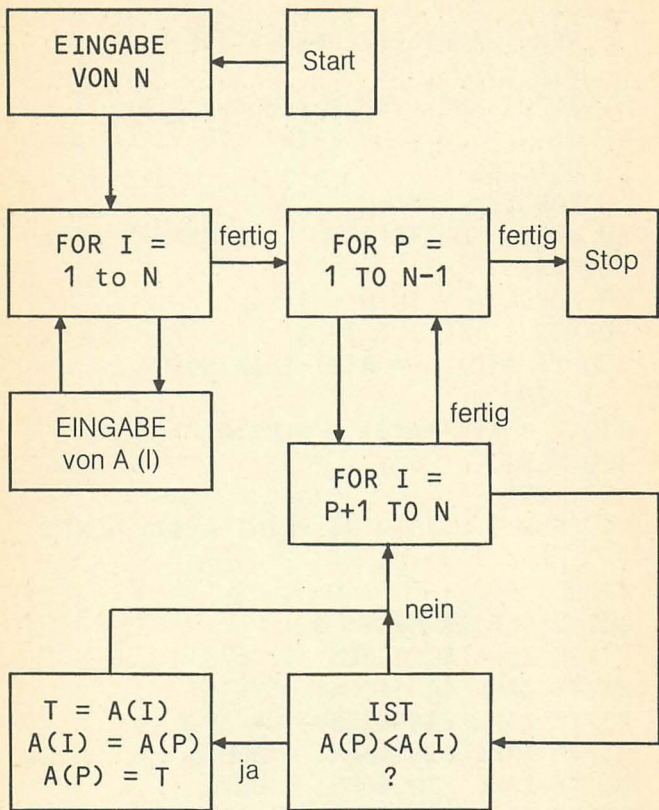 EINGABE
VON N
Start
FOR I =
1 to N
fertig
FOR P =
1 TO N-1
fertig
Stop
EINGABE
von A (I)
fertig
FOR I =
P+1 TO N
nein
T = A(I)
A(I) = A(P)
A(P) = T
ja
IST
A(P)<A(I)
?